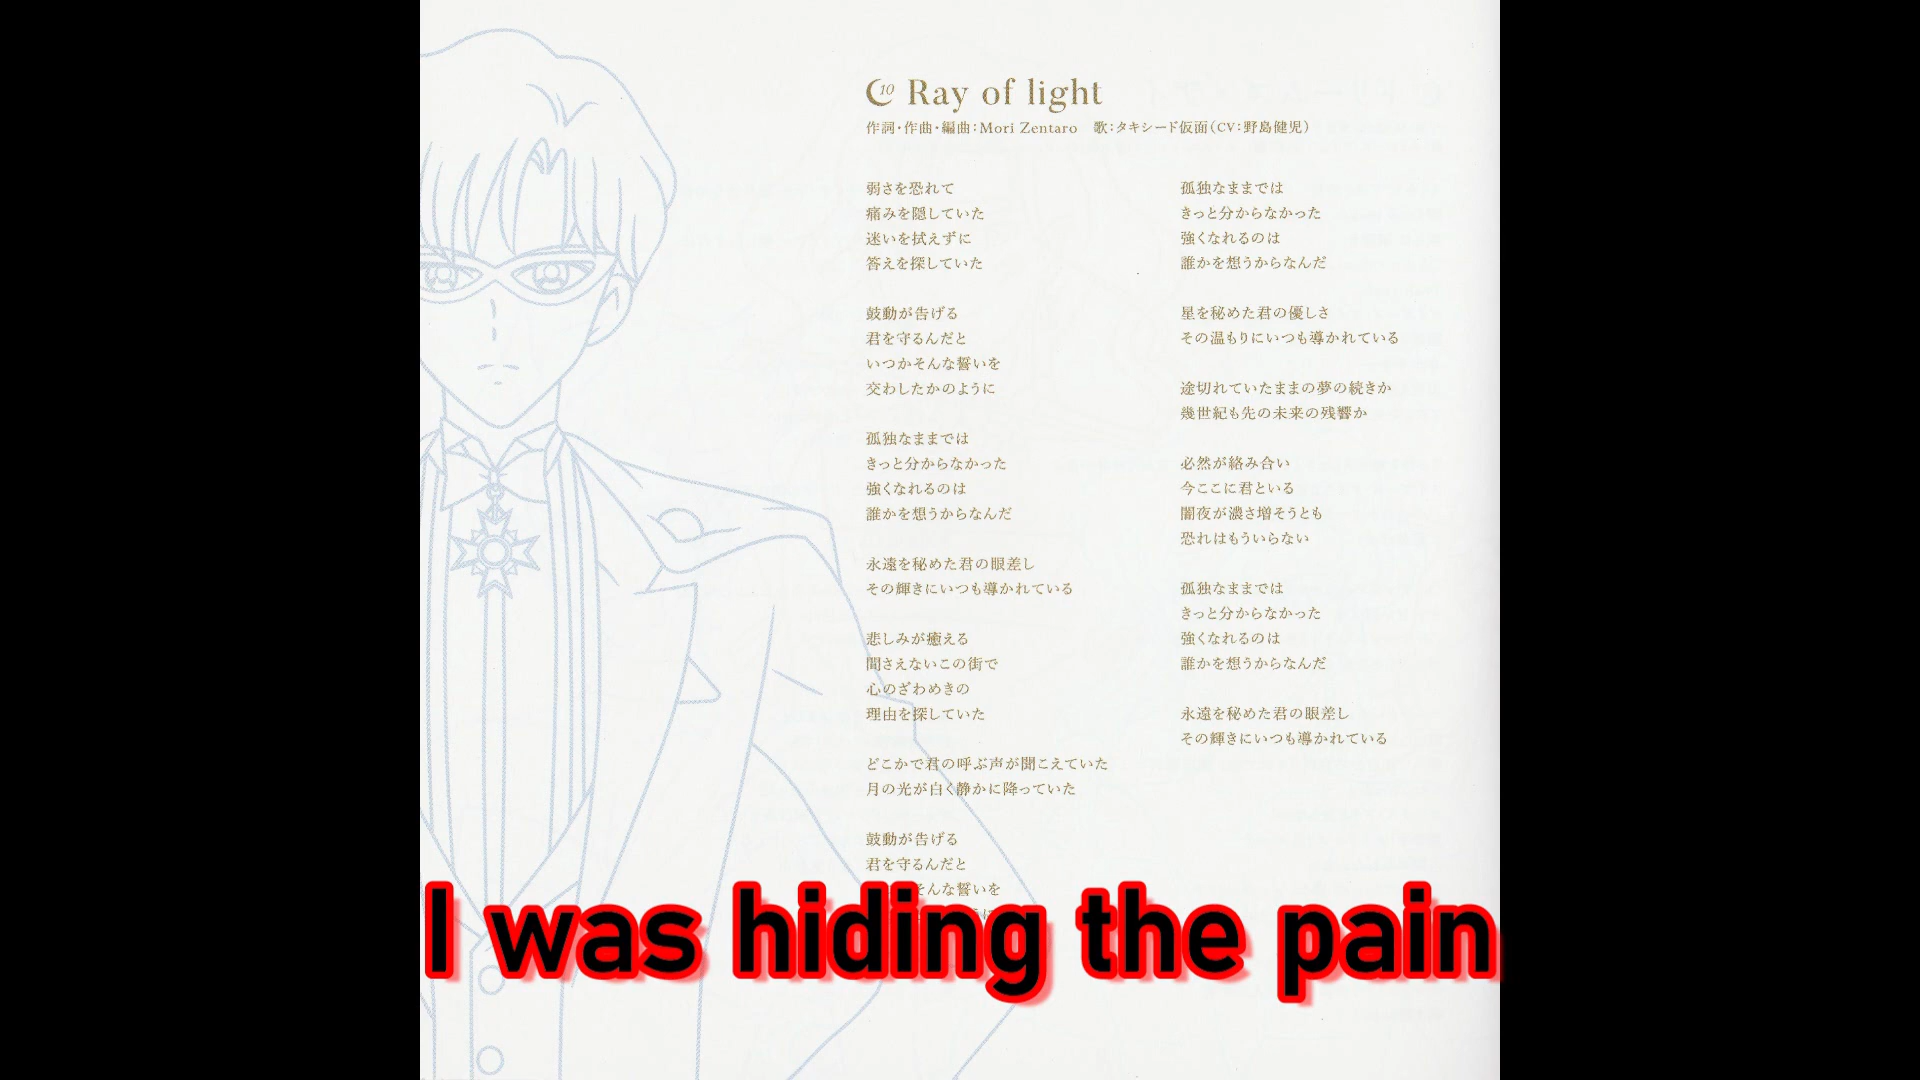 10 Ray of light
作詞・作曲・編曲:Mori Zentaro 歌:タキシード仮面(CV:野島健児)
弱さを恐れて
痛みを隠していた
迷いを拭えずに
答えを探していた
鼓動が告げる
君を守るんだと
いつかそんな誓いを
交わしたかのように
孤独なままでは
きっと分からなかった
強くなれるのは
誰かを想うからなんだ
永遠を秘めた君の眼差し
その輝きにいつも導かれている
悲しみが癒える
間さえないこの街で
心のざわめきの
理由を探していた
どこかで君の呼ぶ声が聞こえていた
月の光が白く静かに降っていた
鼓動が告げる
君を守るんだと
そんな誓いを
孤独なままでは
きっと分からなかった
強くなれるのは
誰かを想うからなんだ
星を秘めた君の優しさ
その温もりにいつも導かれている
途切れていたままの夢の続きか
幾世紀も先の未来の残響か
必然が絡み合い
今ここに君といる
闇夜が濃さ増そうとも
恐れはもういらない
孤独なままでは
きっと分からなかった
強くなれるのは
誰かを想うからなんだ
永遠を秘めた君の眼差し
その輝きにいつも導かれている
I was hiding the pain